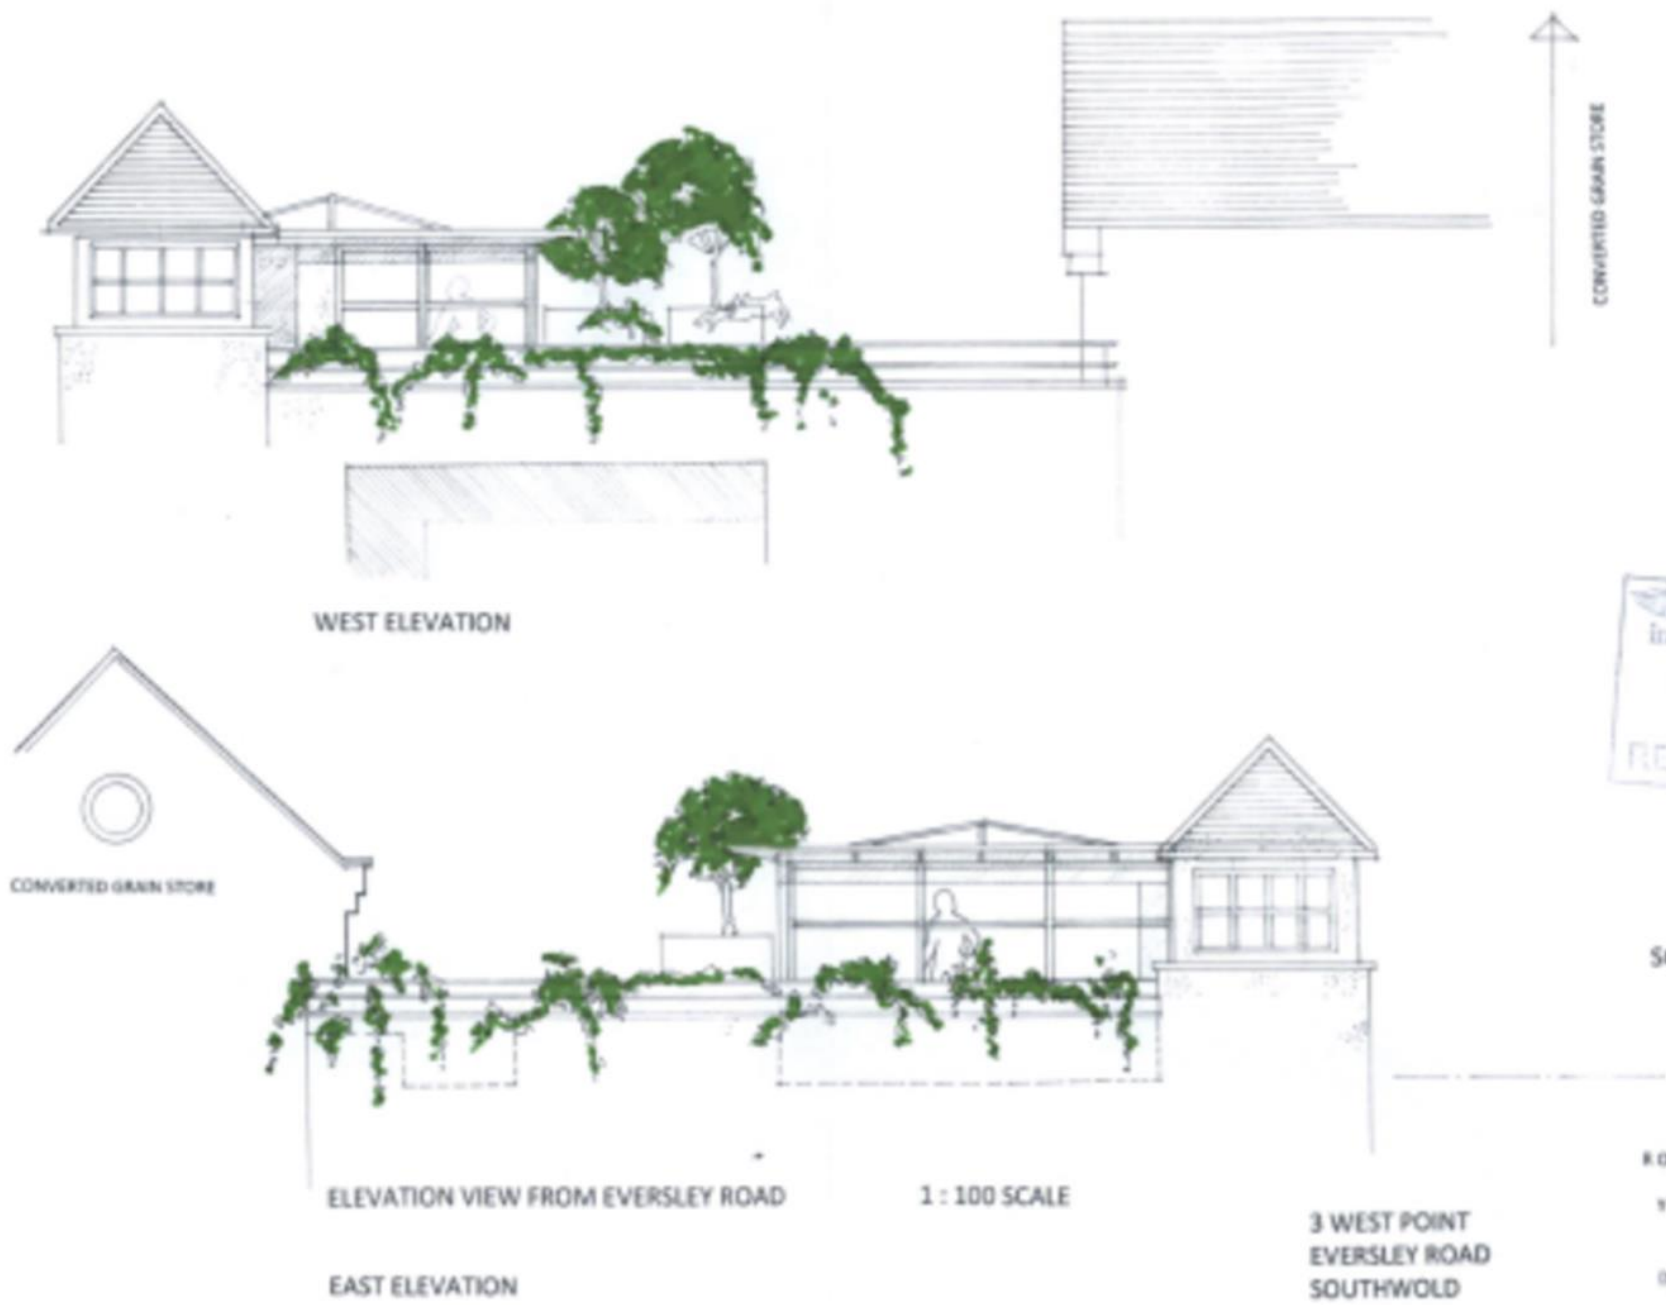 CONVERTED GRAIN STORE
WEST ELEVATION
CONVERTED GRAIN STORE
ELEVATION VIEW FROM EVERSLEY ROAD
1 : 100 SCALE
EAST ELEVATION
3 WEST POINT
EVERSLEY ROAD
SOUTHWOLD